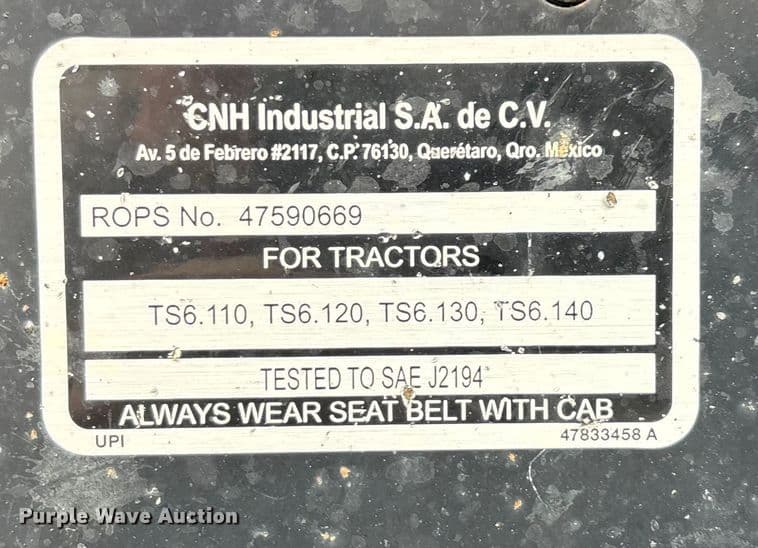 CNH Industrial S.A. de C.V.
Av. 5 de Febrero #2117, C.P. 76130, Querétaro, Qro. México
ROPS No. 47590669
FOR TRACTORS
TS6.110, TS6.120, TS6.130, TS6.140
TESTED TO SAE J2194
ALWAYS WEAR SEAT BELT WITH CAB
UPI 47833458 A
Purple Wave Auction